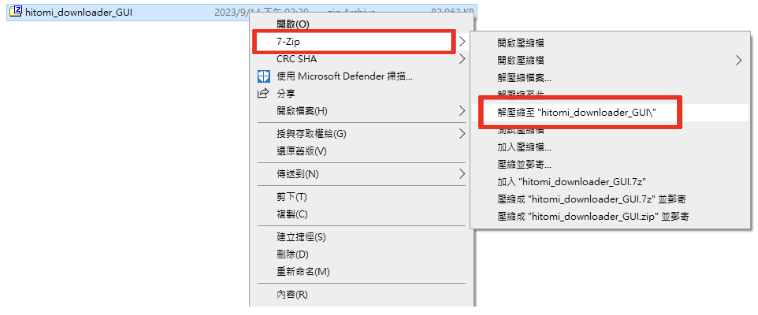 hitomi_downloader_GUI
2023/9/14 下午 02:39
zip Archive
開啟(O)
7-Zip
CRC SHA
使用 Microsoft Defender 掃描...
分享
開啟檔案(H)
授與存取權給(G)
還原舊版(V)
傳送到(N)
剪下(T)
複製(C)
建立捷徑(S)
刪除(D)
重新命名(M)
內容(R)
開啟壓縮檔
開啟壓縮檔
解壓縮檔案...
解壓縮至此
解壓縮至 "hitomi_downloader_GUI\"
測試壓縮檔
加入壓縮檔...
壓縮並郵寄...
加入 "hitomi_downloader_GUI.7z"
壓縮成 "hitomi_downloader_GUI.7z" 並郵寄
壓縮成 "hitomi_downloader_GUI.zip" 並郵寄